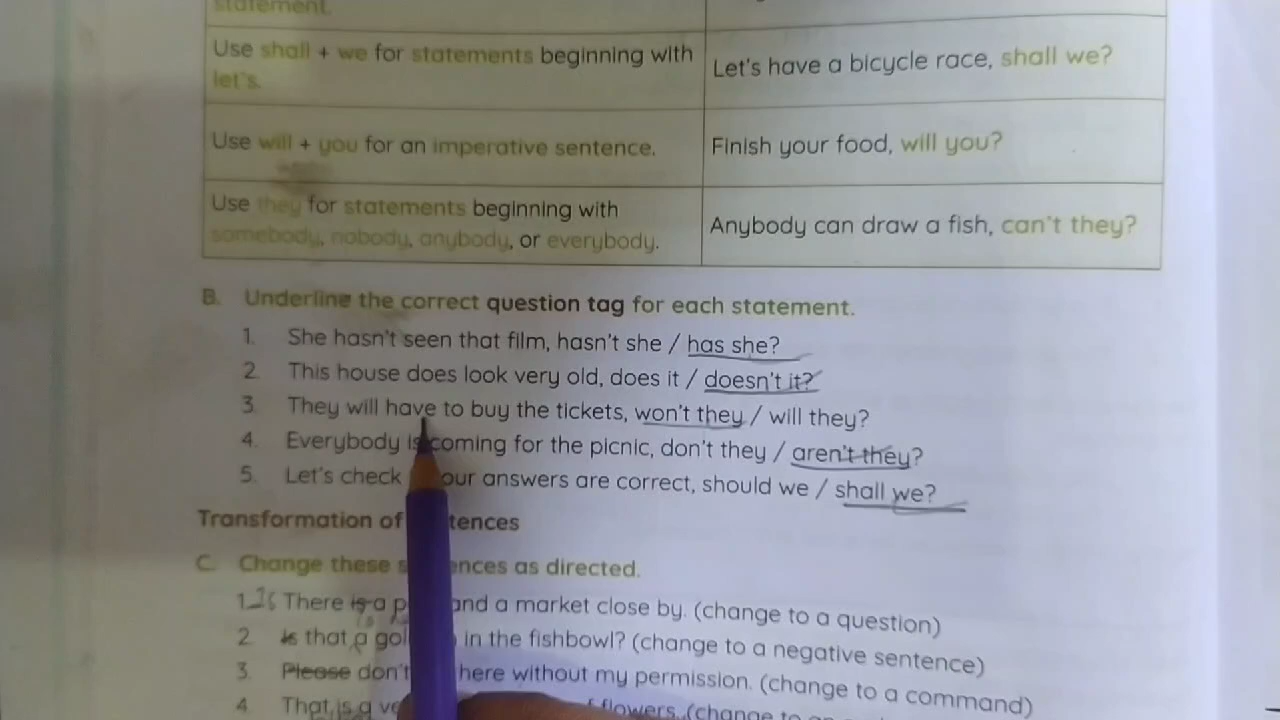 statement.
Use shall + we for statements beginning with let's.
Let's have a bicycle race, shall we?
Use will + you for an imperative sentence.
Finish your food, will you?
Use they for statements beginning with
somebody, nobody, anybody, or everybody.
Anybody can draw a fish, can't they?
B. Underline the correct question tag for each statement.
1. She hasn't seen that film, hasn't she / has she?
2. This house does look very old, does it / doesn't it?
3. They will have to buy the tickets, won't they / will they?
4. Everybody is coming for the picnic, don't they / aren't they?
5. Let's check our answers are correct, should we / shall we?
Transformation of
C. Change these as directed.
1. Is There is a and a market close by. (change to a question)
2. Is that a in the fishbowl? (change to a negative sentence)
3. Please don't here without my permission. (change to a command)
4. That is a flowers. (change to